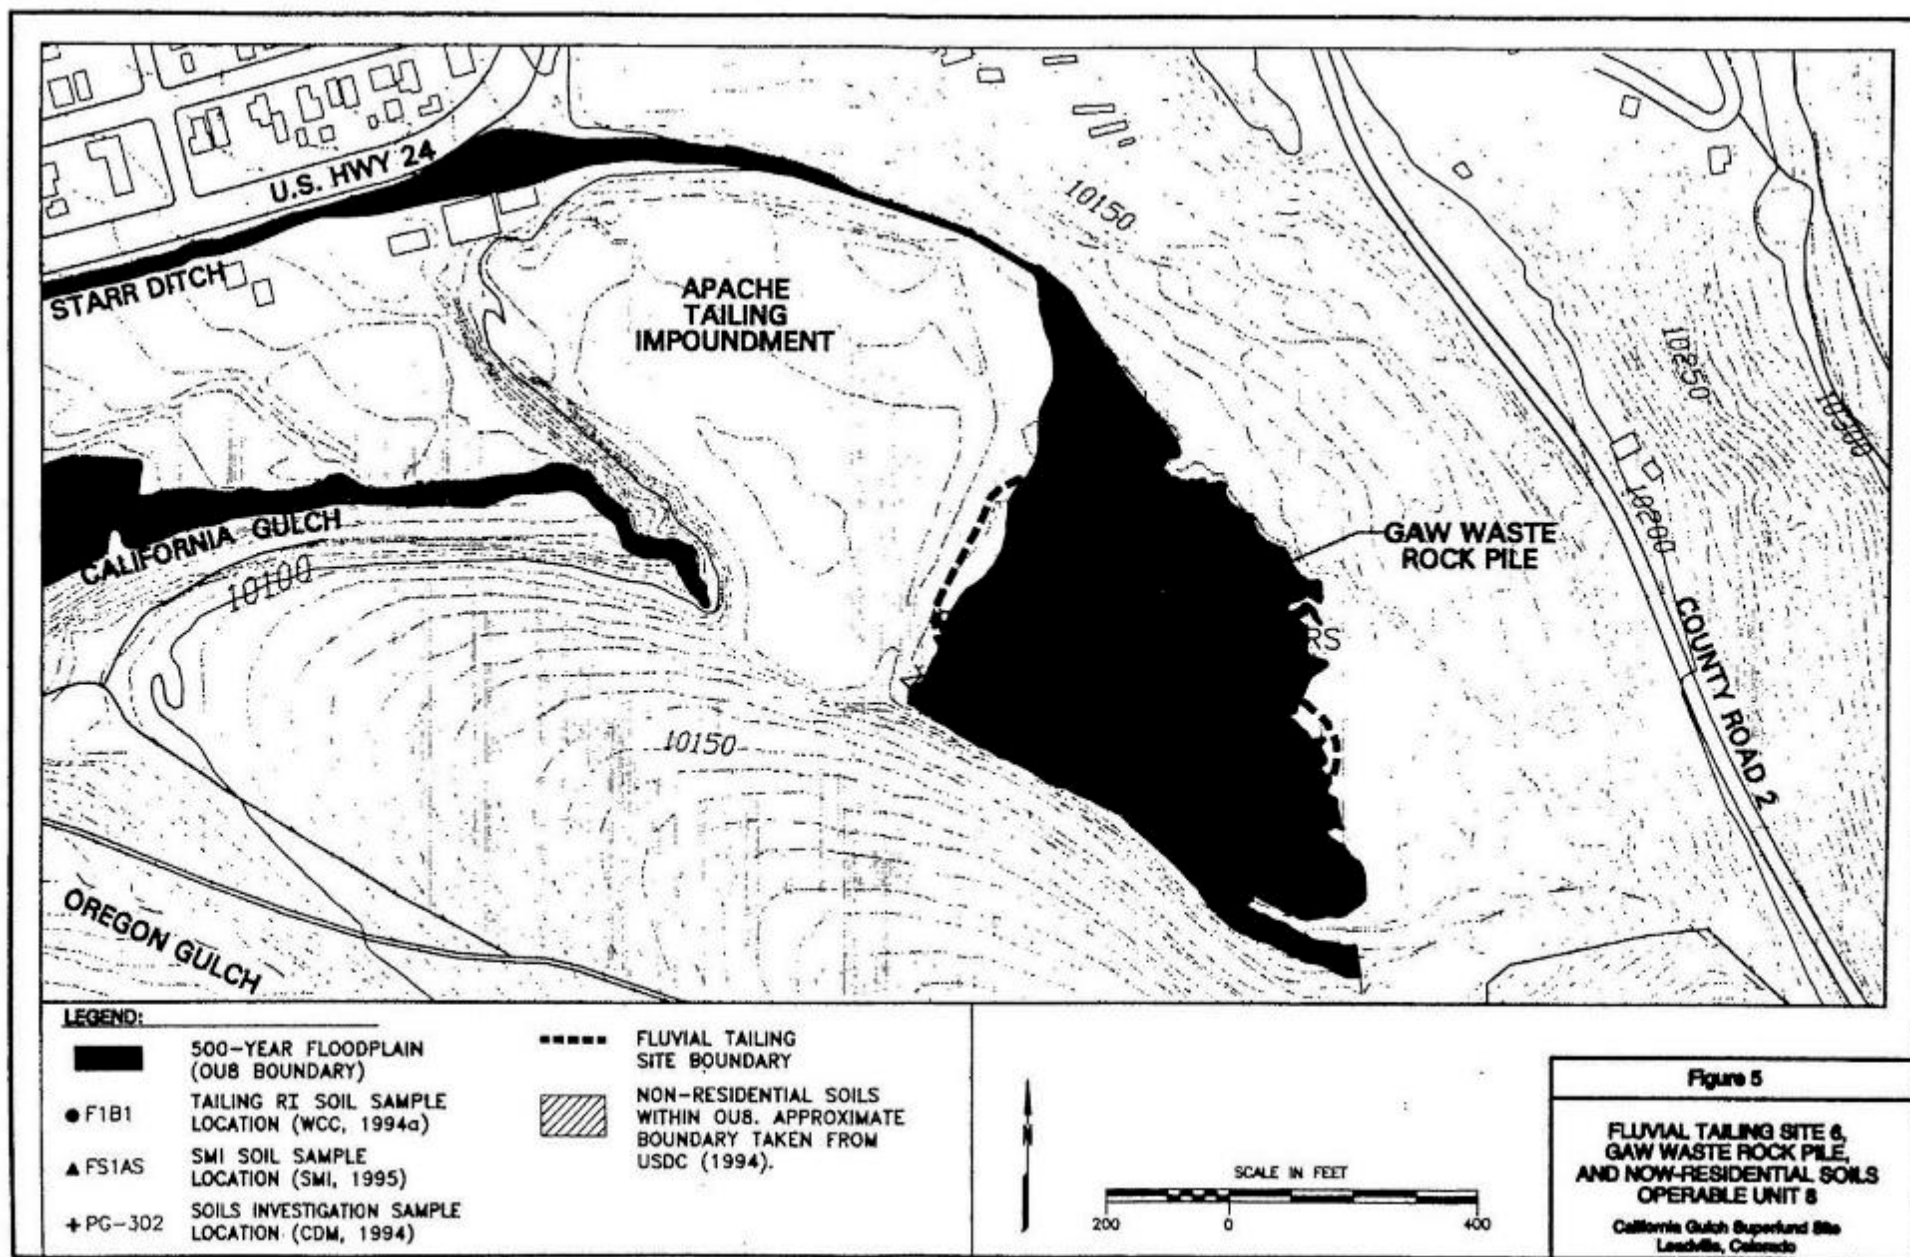 U.S. HWY 24
STARR DITCH
APACHE
TAILING
IMPOUNDMENT
10150
10250
10300
10200
GAW WASTE
ROCK PILE
RS
CALIFORNIA GULCH
10100
10150
COUNTY ROAD 2
OREGON GULCH
LEGEND:
500-YEAR FLOODPLAIN
(OU8 BOUNDARY)
F1B1
TAILING RI SOIL SAMPLE
LOCATION (WCC, 1994a)
FS1AS
SMI SOIL SAMPLE
LOCATION (SMI, 1995)
PG-302
SOILS INVESTIGATION SAMPLE
LOCATION (CDM, 1994)
FLUVIAL TAILING
SITE BOUNDARY
NON-RESIDENTIAL SOILS
WITHIN OU8. APPROXIMATE
BOUNDARY TAKEN FROM
USDC (1994).
N
SCALE IN FEET
200 0 400
Figure 5
FLUVIAL TAILING SITE 6,
GAW WASTE ROCK PILE,
AND NOW-RESIDENTIAL SOILS
OPERABLE UNIT 8
California Gulch Superfund Site
Leadville, Colorado